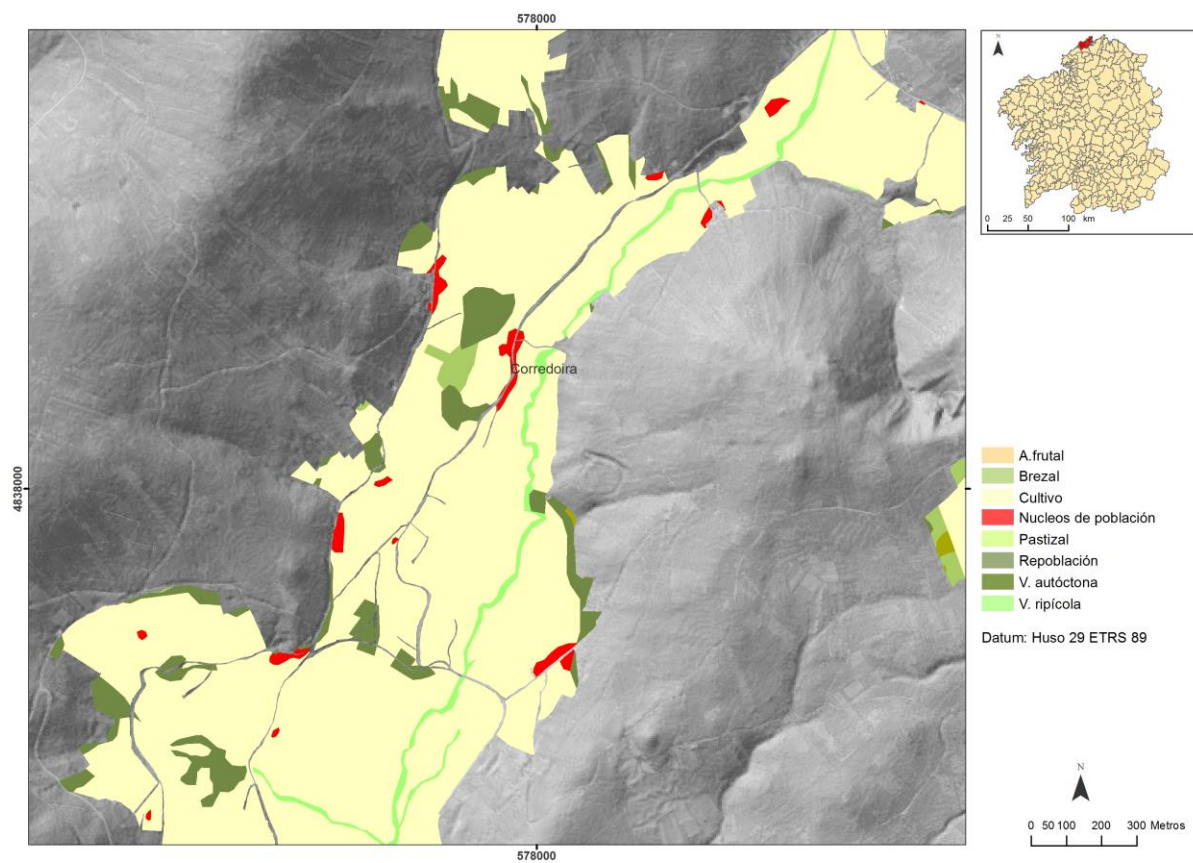 578000
N
0 25 50 100 km
Corredoira
4838000
A.frutal
Brezal
Cultivo
Nucleos de población
Pastizal
Repoblación
V. autóctona
V. ripícola
Datum: Huso 29 ETRS 89
N
0 50 100 200 300 Metros
578000